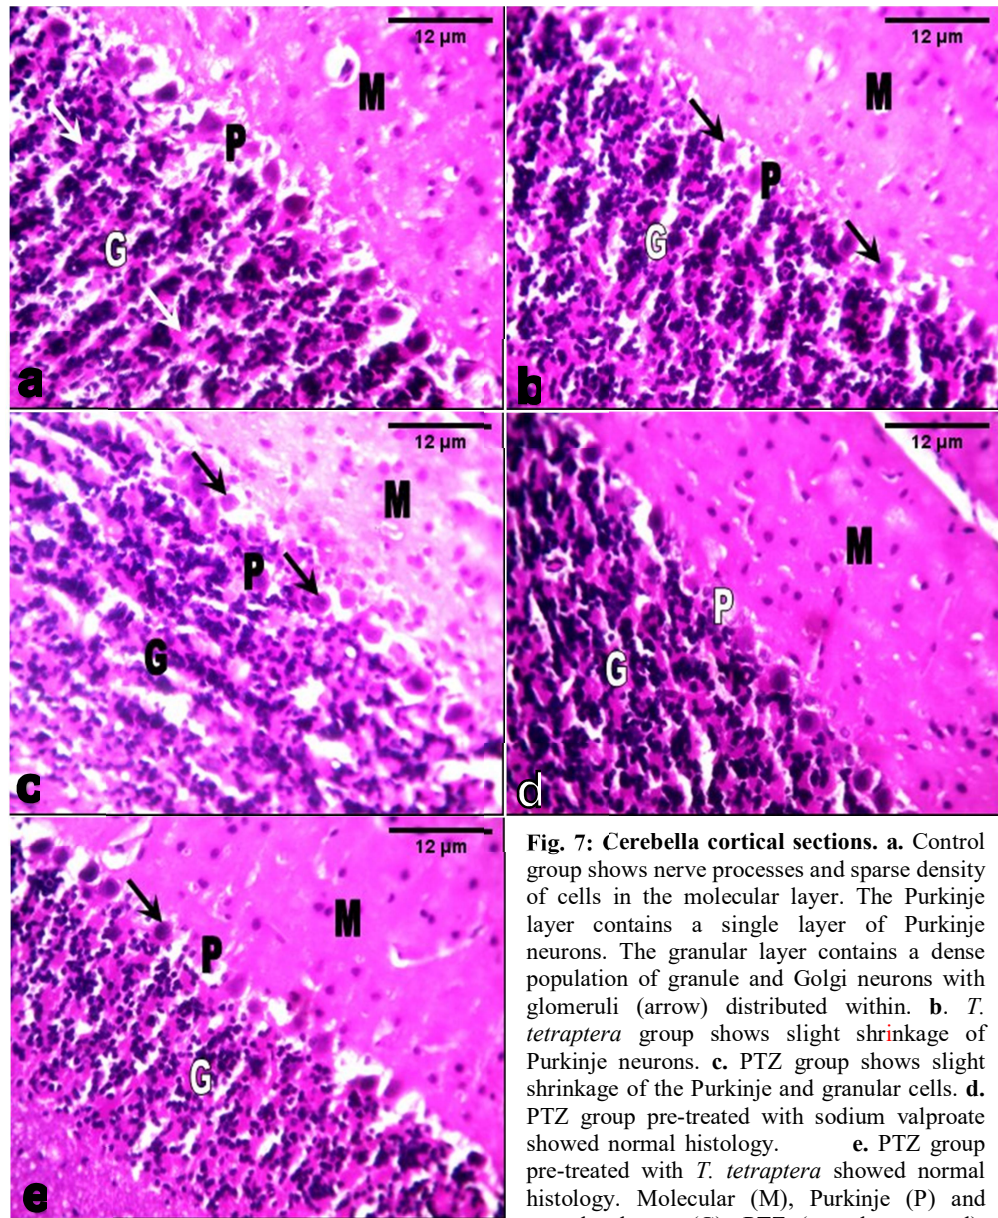 12 µm
M
P
G
a
12 µm
M
P
G
b
12 µm
M
P
G
c
12 µm
M
P
G
d
12 µm
M
P
G
e
Fig. 7: Cerebella cortical sections. a. Control
group shows nerve processes and sparse density
of cells in the molecular layer. The Purkinje
layer contains a single layer of Purkinje
neurons. The granular layer contains a dense
population of granule and Golgi neurons with
glomeruli (arrow) distributed within. b. T.
tetraptera group shows slight shrinkage of
Purkinje neurons. c. PTZ group shows slight
shrinkage of the Purkinje and granular cells. d.
PTZ group pre-treated with sodium valproate
showed normal histology. e. PTZ group
pre-treated with T. tetraptera showed normal
histology. Molecular (M), Purkinje (P) and